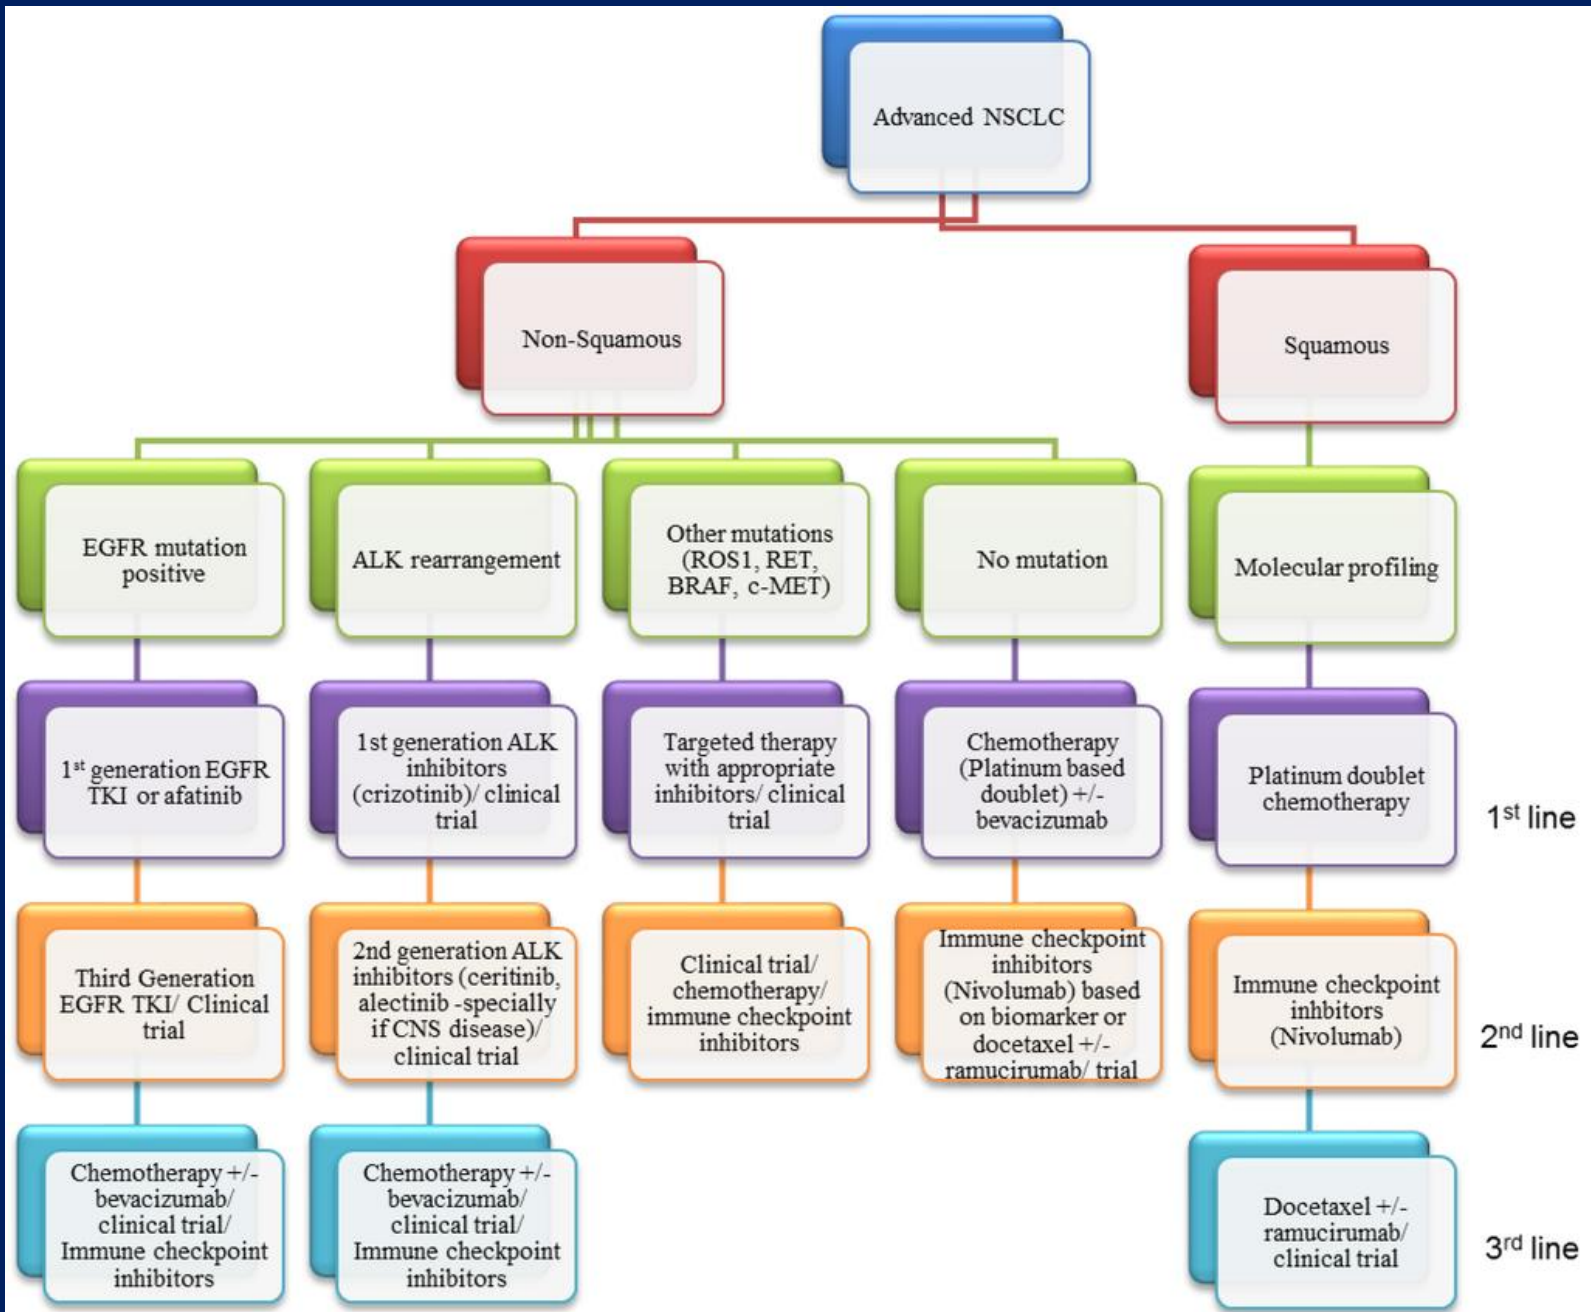 Advanced NSCLC
Non-Squamous
Squamous
EGFR mutation
positive
ALK rearrangement
Other mutations
(ROS1, RET,
BRAF, c-MET)
No mutation
Molecular profiling
1st generation EGFR
TKI or afatinib
1st generation ALK
inhibitors
(crizotinib)/ clinical
trial
Targeted therapy
with appropriate
inhibitors/ clinical
trial
Chemotherapy
(Platinum based
doublet) +/-
bevacizumab
Platinum doublet
chemotherapy
1st line
Third Generation
EGFR TKI/ Clinical
trial
2nd generation ALK
inhibitors (ceritinib,
alectinib -specially
if CNS disease)/
clinical trial
Clinical trial/
chemotherapy/
immune checkpoint
inhibitors
Immune checkpoint
inhibitors
(Nivolumab) based
on biomarker or
docetaxel +/-
ramucirumab/ trial
Immune checkpoint
inhbitors
(Nivolumab)
2nd line
Chemotherapy +/-
bevacizumab/
clinical trial/
Immune checkpoint
inhibitors
Chemotherapy +/-
bevacizumab/
clinical trial/
Immune checkpoint
inhibitors
Docetaxel +/-
ramucirumab/
clinical trial
3rd line